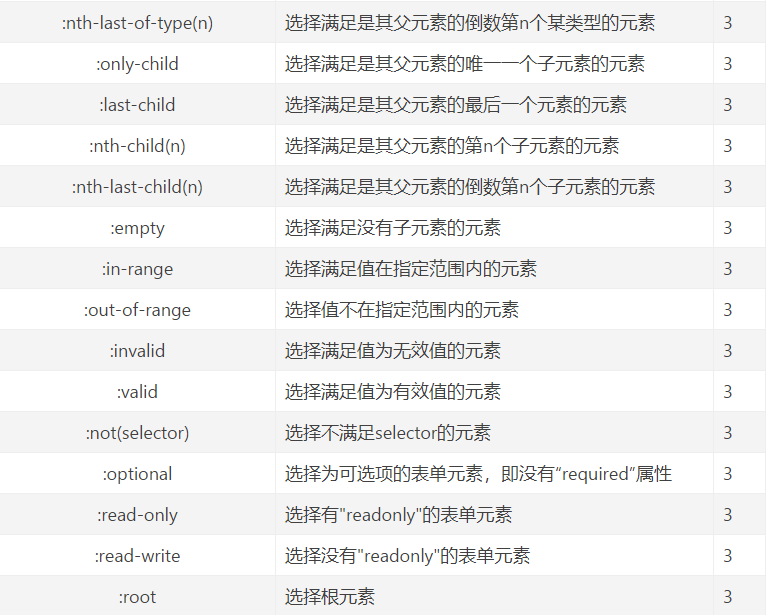 :nth-last-of-type(n) 选择满足是其父元素的倒数第n个某类型的元素 3
:only-child 选择满足是其父元素的唯一一个子元素的元素 3
:last-child 选择满足是其父元素的最后一个元素的元素 3
:nth-child(n) 选择满足是其父元素的第n个子元素的元素 3
:nth-last-child(n) 选择满足是其父元素的倒数第n个子元素的元素 3
:empty 选择满足没有子元素的元素 3
:in-range 选择满足值在指定范围内的元素 3
:out-of-range 选择值不在指定范围内的元素 3
:invalid 选择满足值为无效值的元素 3
:valid 选择满足值为有效值的元素 3
:not(selector) 选择不满足selector的元素 3
:optional 选择为可选项的表单元素，即没有“required”属性 3
:read-only 选择有"readonly"的表单元素 3
:read-write 选择没有"readonly"的表单元素 3
:root 选择根元素 3